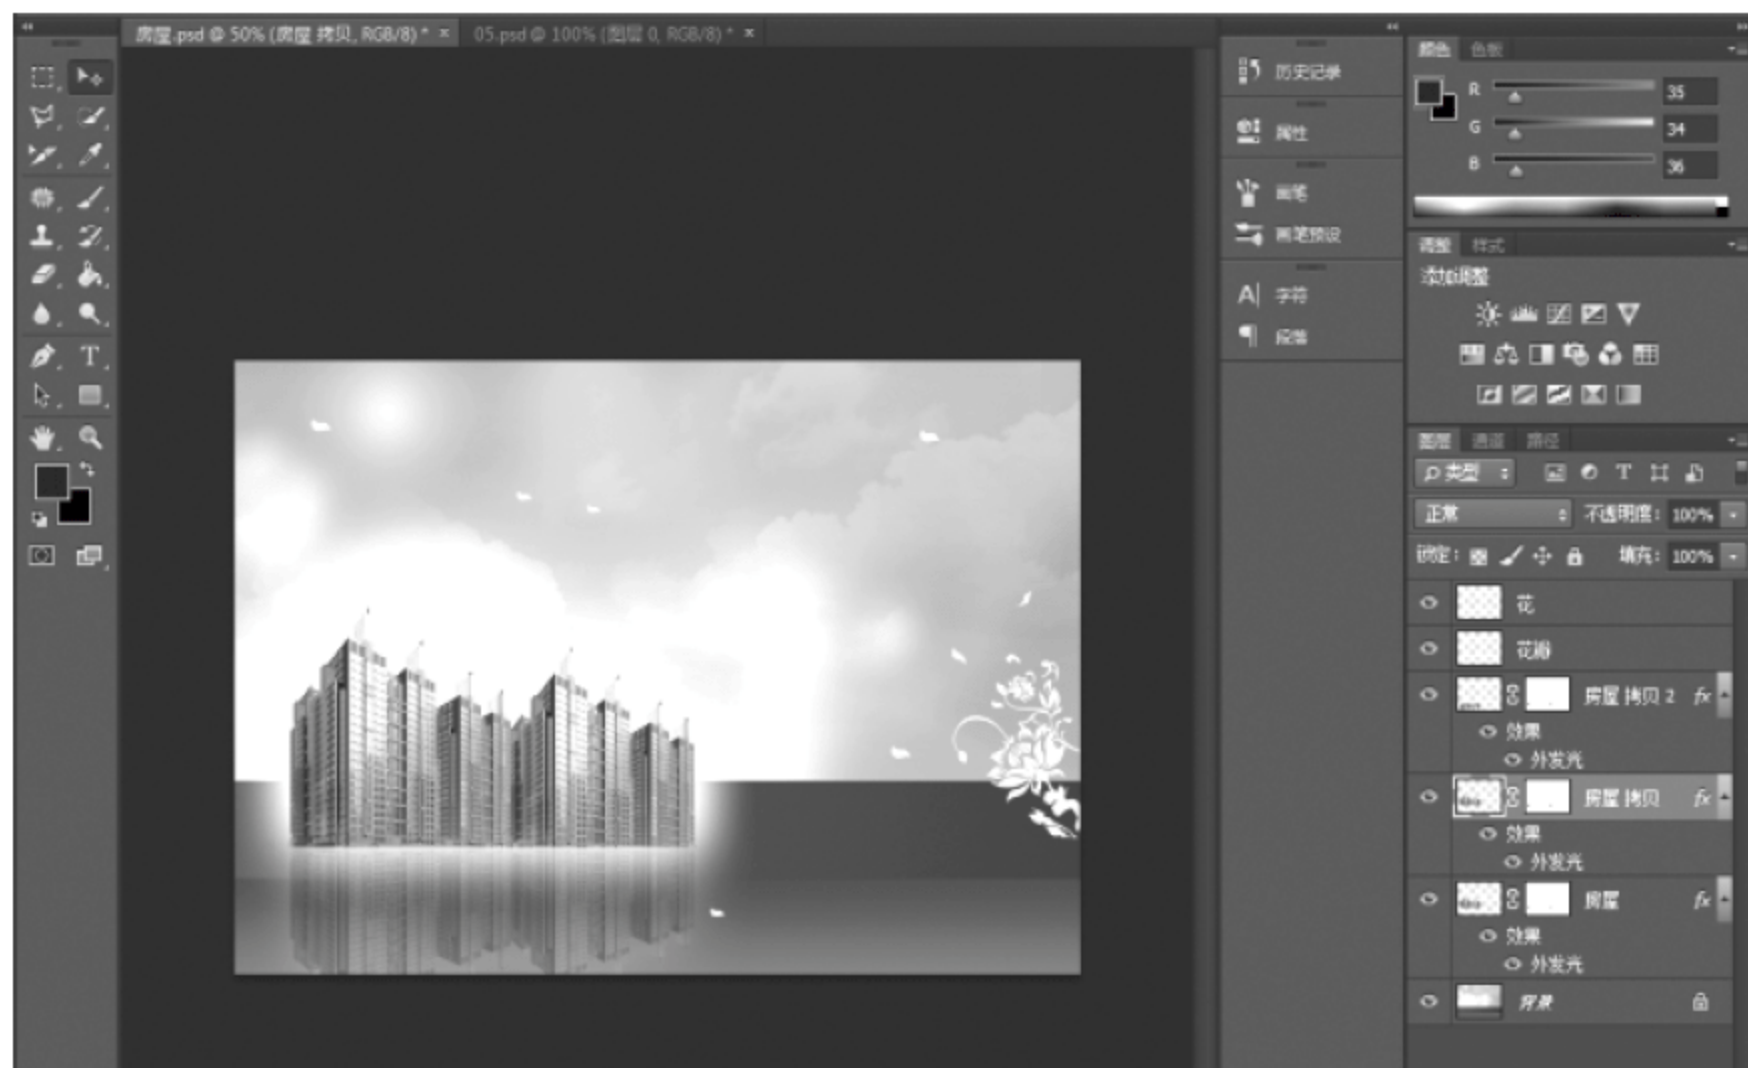 房屋.psd @ 50% (房屋 拷贝, RGB/8) * ×
05.psd @ 100% (图层 0, RGB/8) * ×
历史记录
属性
画笔
画笔预设
字符
段落
颜色 色板
R 35
G 34
B 36
调整 样式
添加调整
图层 通道 路径
类型
正常 不透明度: 100%
锁定: 填充: 100%
花
花瓣
房屋 拷贝 2 fx
效果
外发光
房屋 拷贝 fx
效果
外发光
房屋 fx
效果
外发光
背景